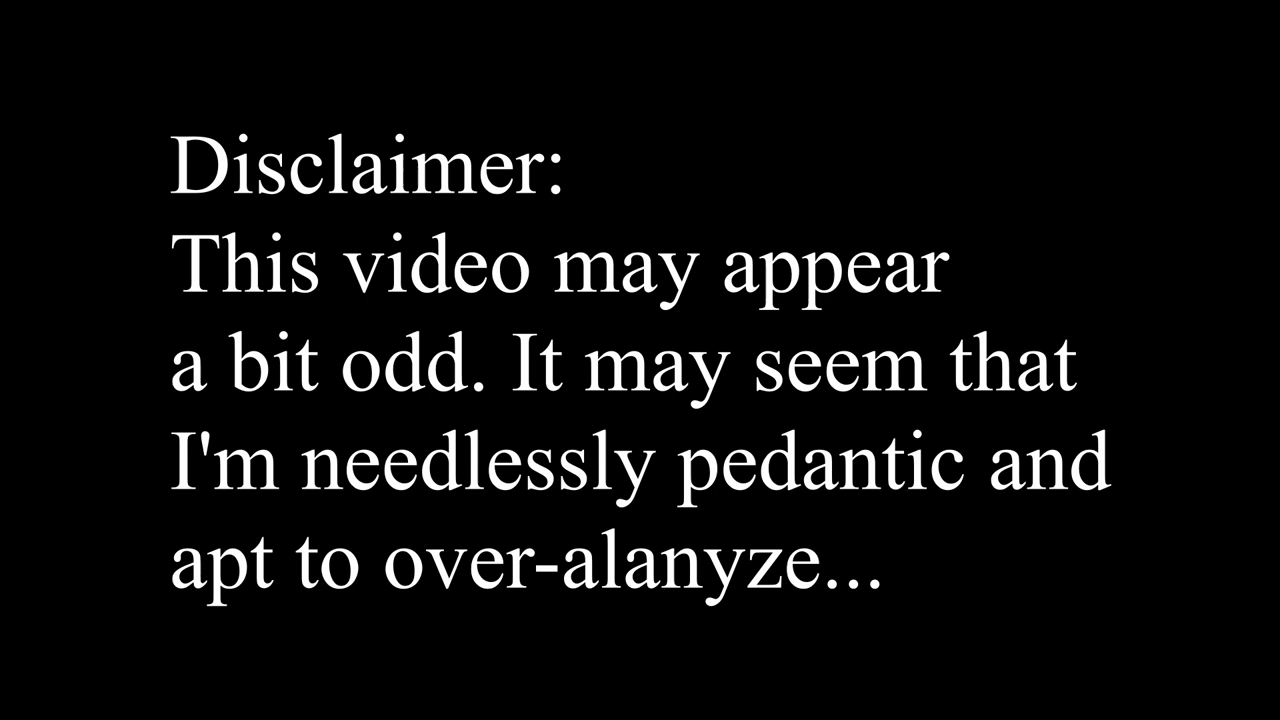 Disclaimer:
This video may appear
a bit odd. It may seem that
I'm needlessly pedantic and
apt to over-alanyze...